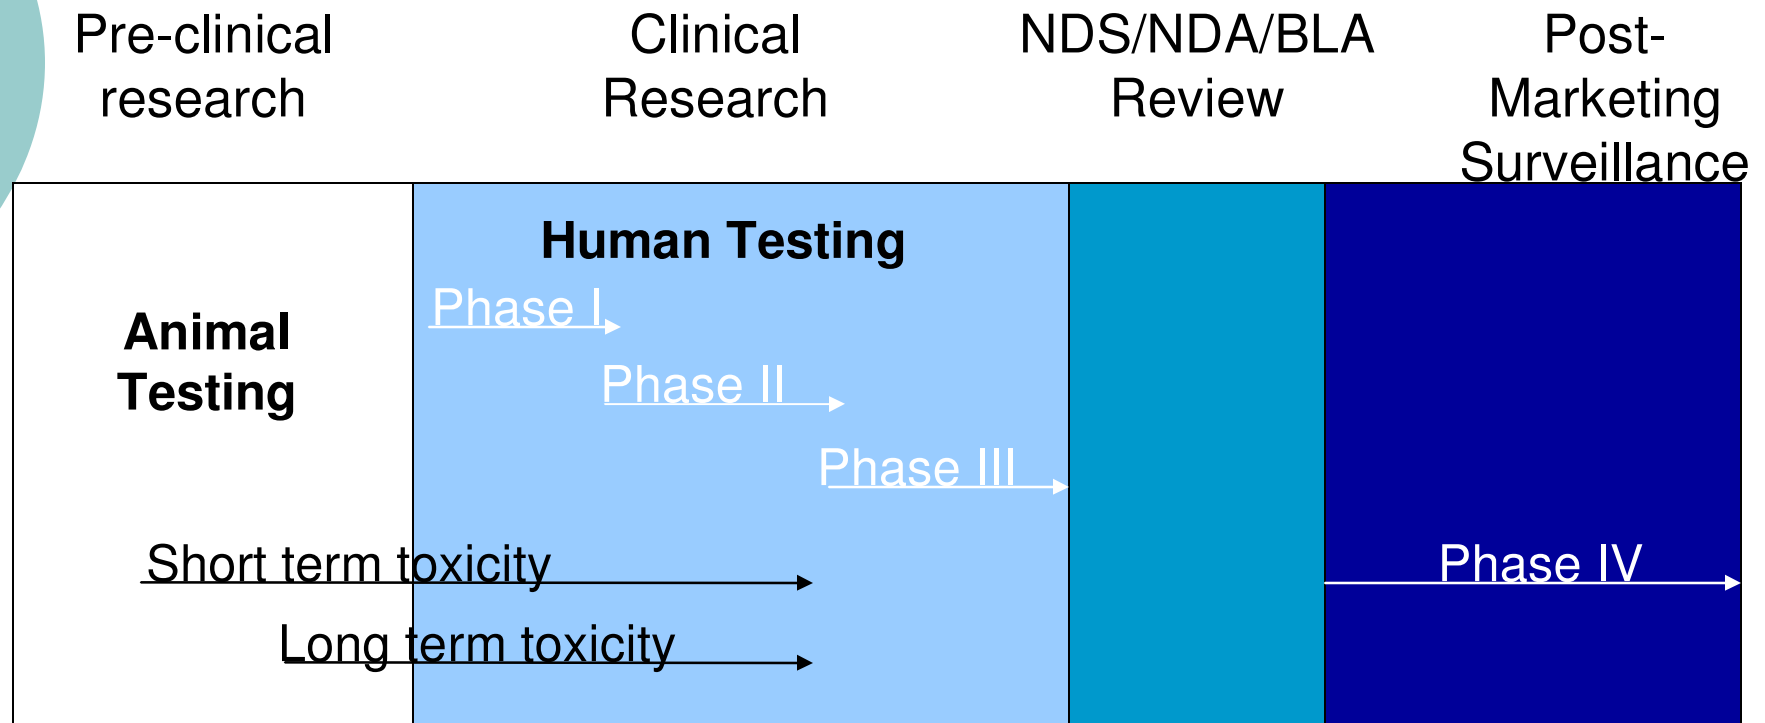 Pre-clinical
research
Clinical
Research
NDS/NDA/BLA
Review
Post-
Marketing
Surveillance
Animal
Testing
Human Testing
Phase I
Phase II
Phase III
Short term toxicity
Long term toxicity
Phase IV